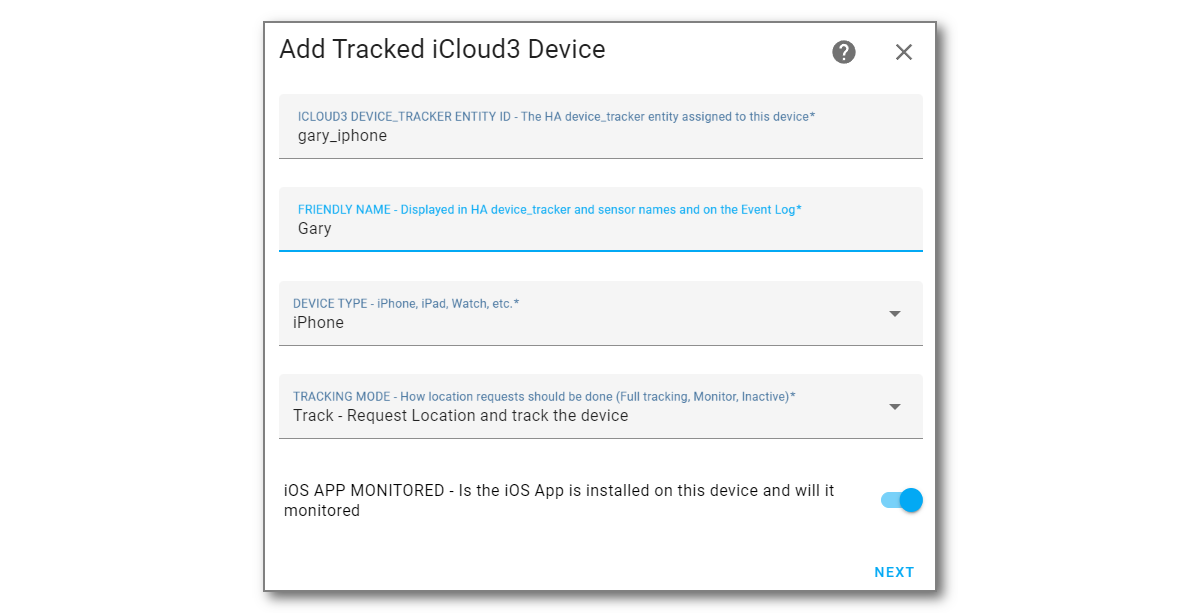 Add Tracked iCloud3 Device
ICLOUD3 DEVICE_TRACKER ENTITY ID - The HA device_tracker entity assigned to this device*
gary_iphone
FRIENDLY NAME - Displayed in HA device_tracker and sensor names and on the Event Log*
Gary
DEVICE TYPE - iPhone, iPad, Watch, etc.*
iPhone
TRACKING MODE - How location requests should be done (Full tracking, Monitor, Inactive)*
Track - Request Location and track the device
iOS APP MONITORED - Is the iOS App is installed on this device and will it
monitored
NEXT